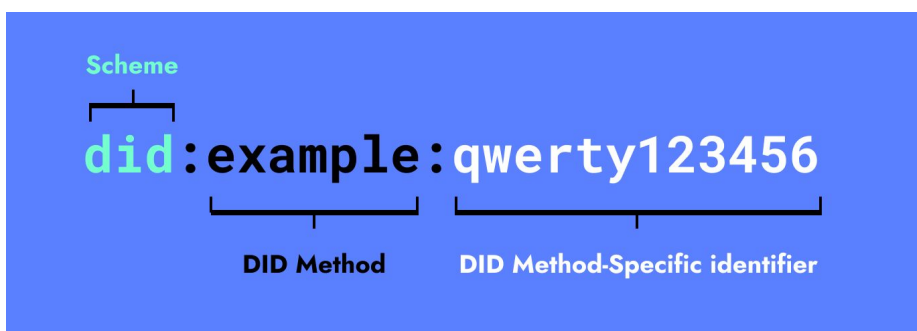 Scheme
did:example:qwerty123456
DID Method
DID Method-Specific identifier